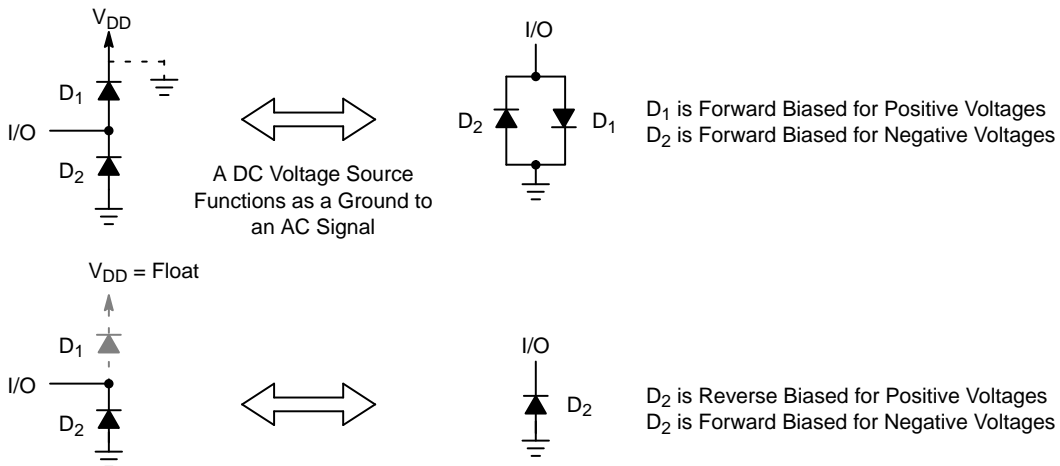 VDD
D1
I/O
D2
A DC Voltage Source
Functions as a Ground to
an AC Signal
I/O
D2
D1
D1 is Forward Biased for Positive Voltages
D2 is Forward Biased for Negative Voltages
VDD = Float
D1
I/O
D2
I/O
D2
D2 is Reverse Biased for Positive Voltages
D2 is Forward Biased for Negative Voltages